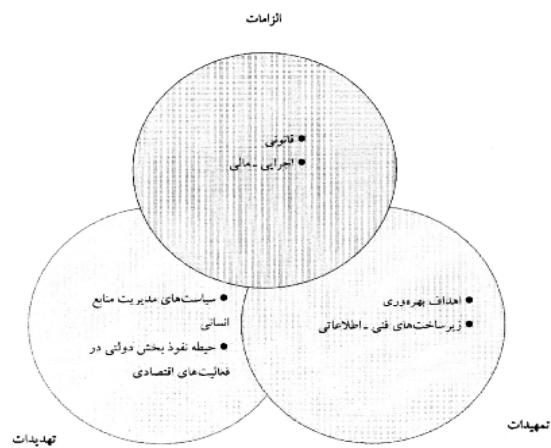 الزامات
● قانونی
● اجرایی ـ مالی
● اهداف بهره‌وری
● زیرساخت‌های فنی ـ اطلاعاتی
● سیاست‌های مدیریت منابع
انسانی
● حیطه نفوذ بخش دولتی در
فعالیت‌های اقتصادی
تمهیدات
تهدیدات